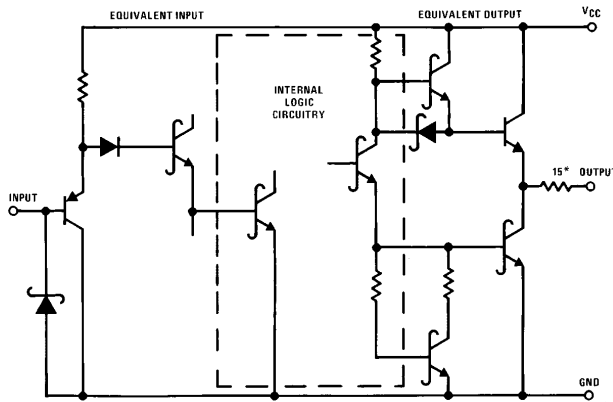 EQUIVALENT INPUT
EQUIVALENT OUTPUT
VCC
INTERNAL
LOGIC
CIRCUITRY
INPUT
15*
OUTPUT
GND